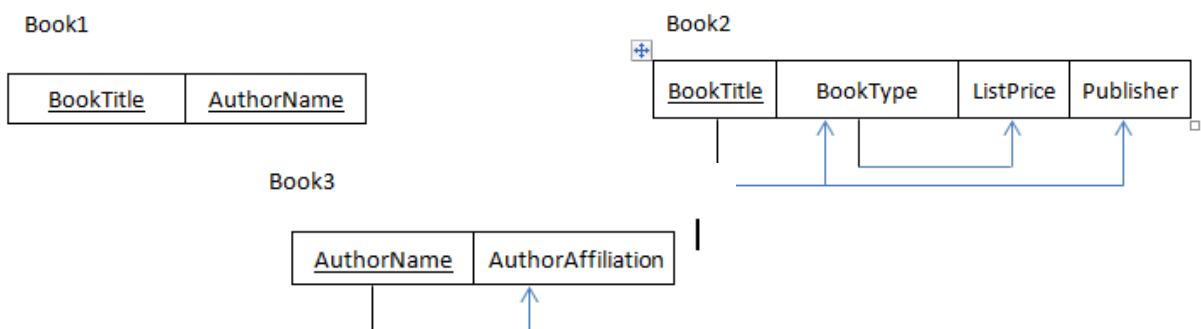 Book1
Book2
BookTitle AuthorName
BookTitle BookType ListPrice Publisher
Book3
AuthorName AuthorAffiliation